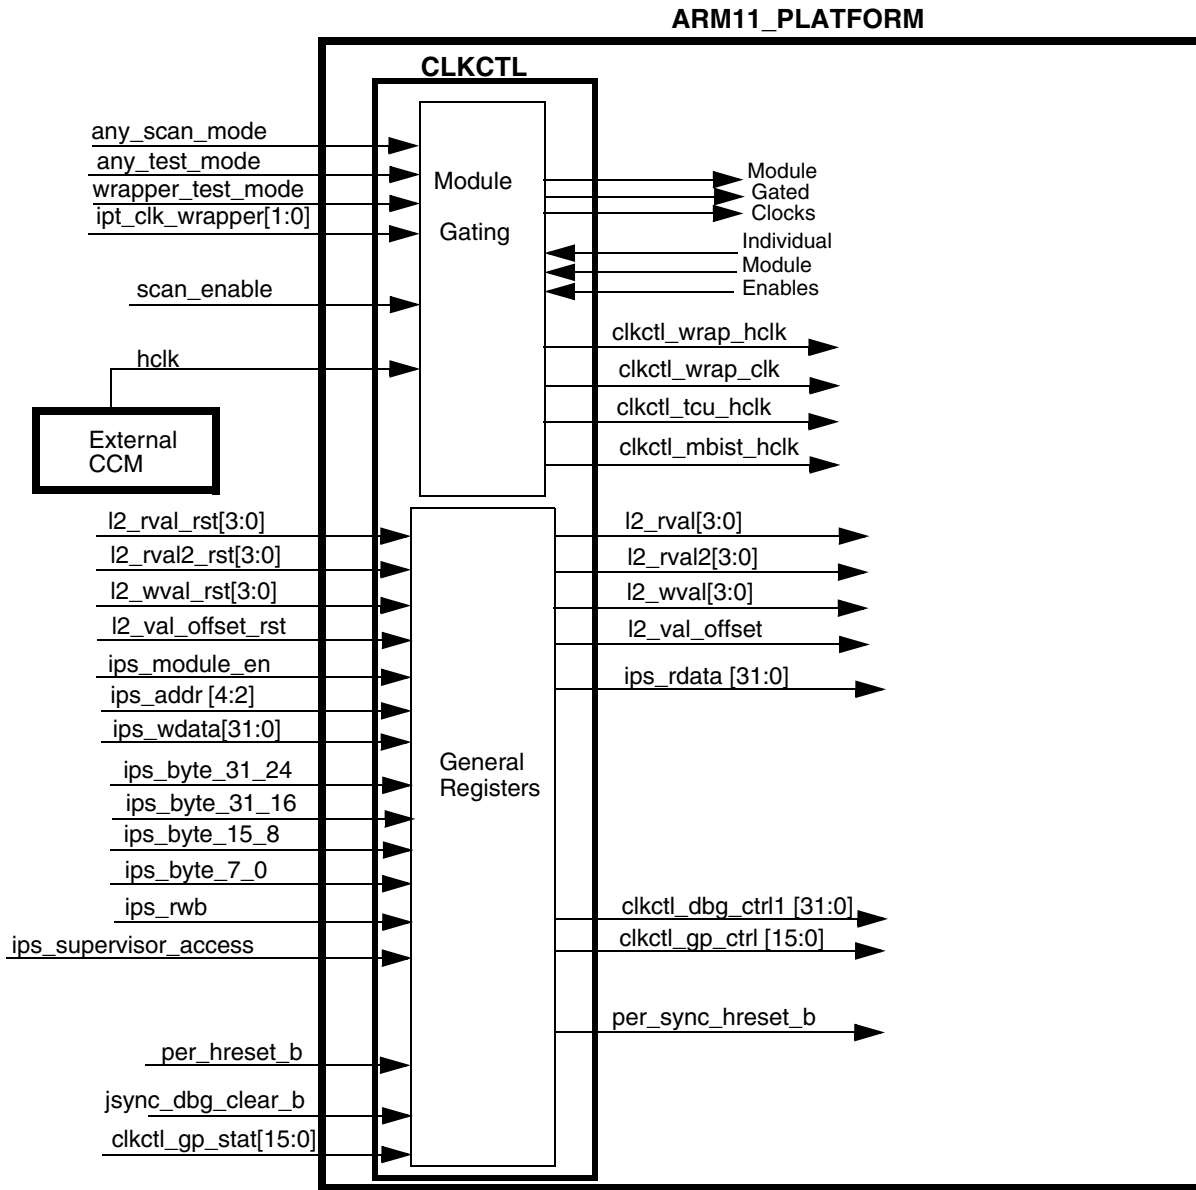 ARM11_PLATFORM
CLKCTL
any_scan_mode
any_test_mode
wrapper_test_mode
ipt_clk_wrapper[1:0]
scan_enable
hclk
External
CCM
Module
Gating
Module
Gated
Clocks
Individual
Module
Enables
clkctl_wrap_hclk
clkctl_wrap_clk
clkctl_tcu_hclk
clkctl_mbist_hclk
l2_rval_rst[3:0]
l2_rval2_rst[3:0]
l2_wval_rst[3:0]
l2_val_offset_rst
ips_module_en
ips_addr [4:2]
ips_wdata[31:0]
ips_byte_31_24
ips_byte_31_16
ips_byte_15_8
ips_byte_7_0
ips_rwb
ips_supervisor_access
per_hreset_b
jsync_dbg_clear_b
clkctl_gp_stat[15:0]
General
Registers
l2_rval[3:0]
l2_rval2[3:0]
l2_wval[3:0]
l2_val_offset
ips_rdata [31:0]
clkctl_dbg_ctrl1 [31:0]
clkctl_gp_ctrl [15:0]
per_sync_hreset_b